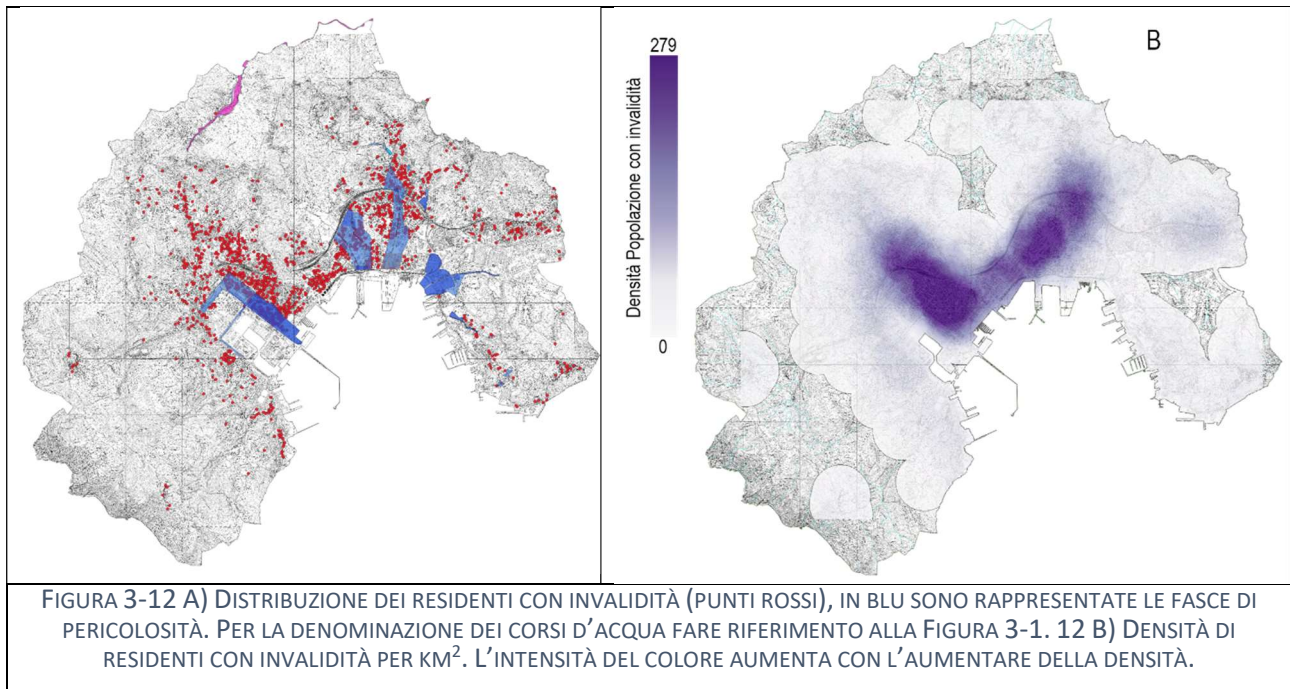 B
279
Densità Popolazione con invalidità
0
FIGURA 3-12 A) DISTRIBUZIONE DEI RESIDENTI CON INVALIDITÀ (PUNTI ROSSI), IN BLU SONO RAPPRESENTATE LE FASCE DI
PERICOLOSITÀ. PER LA DENOMINAZIONE DEI CORSI D'ACQUA FARE RIFERIMENTO ALLA FIGURA 3-1. 12 B) DENSITÀ DI
RESIDENTI CON INVALIDITÀ PER KM². L'INTENSITÀ DEL COLORE AUMENTA CON L'AUMENTARE DELLA DENSITÀ.